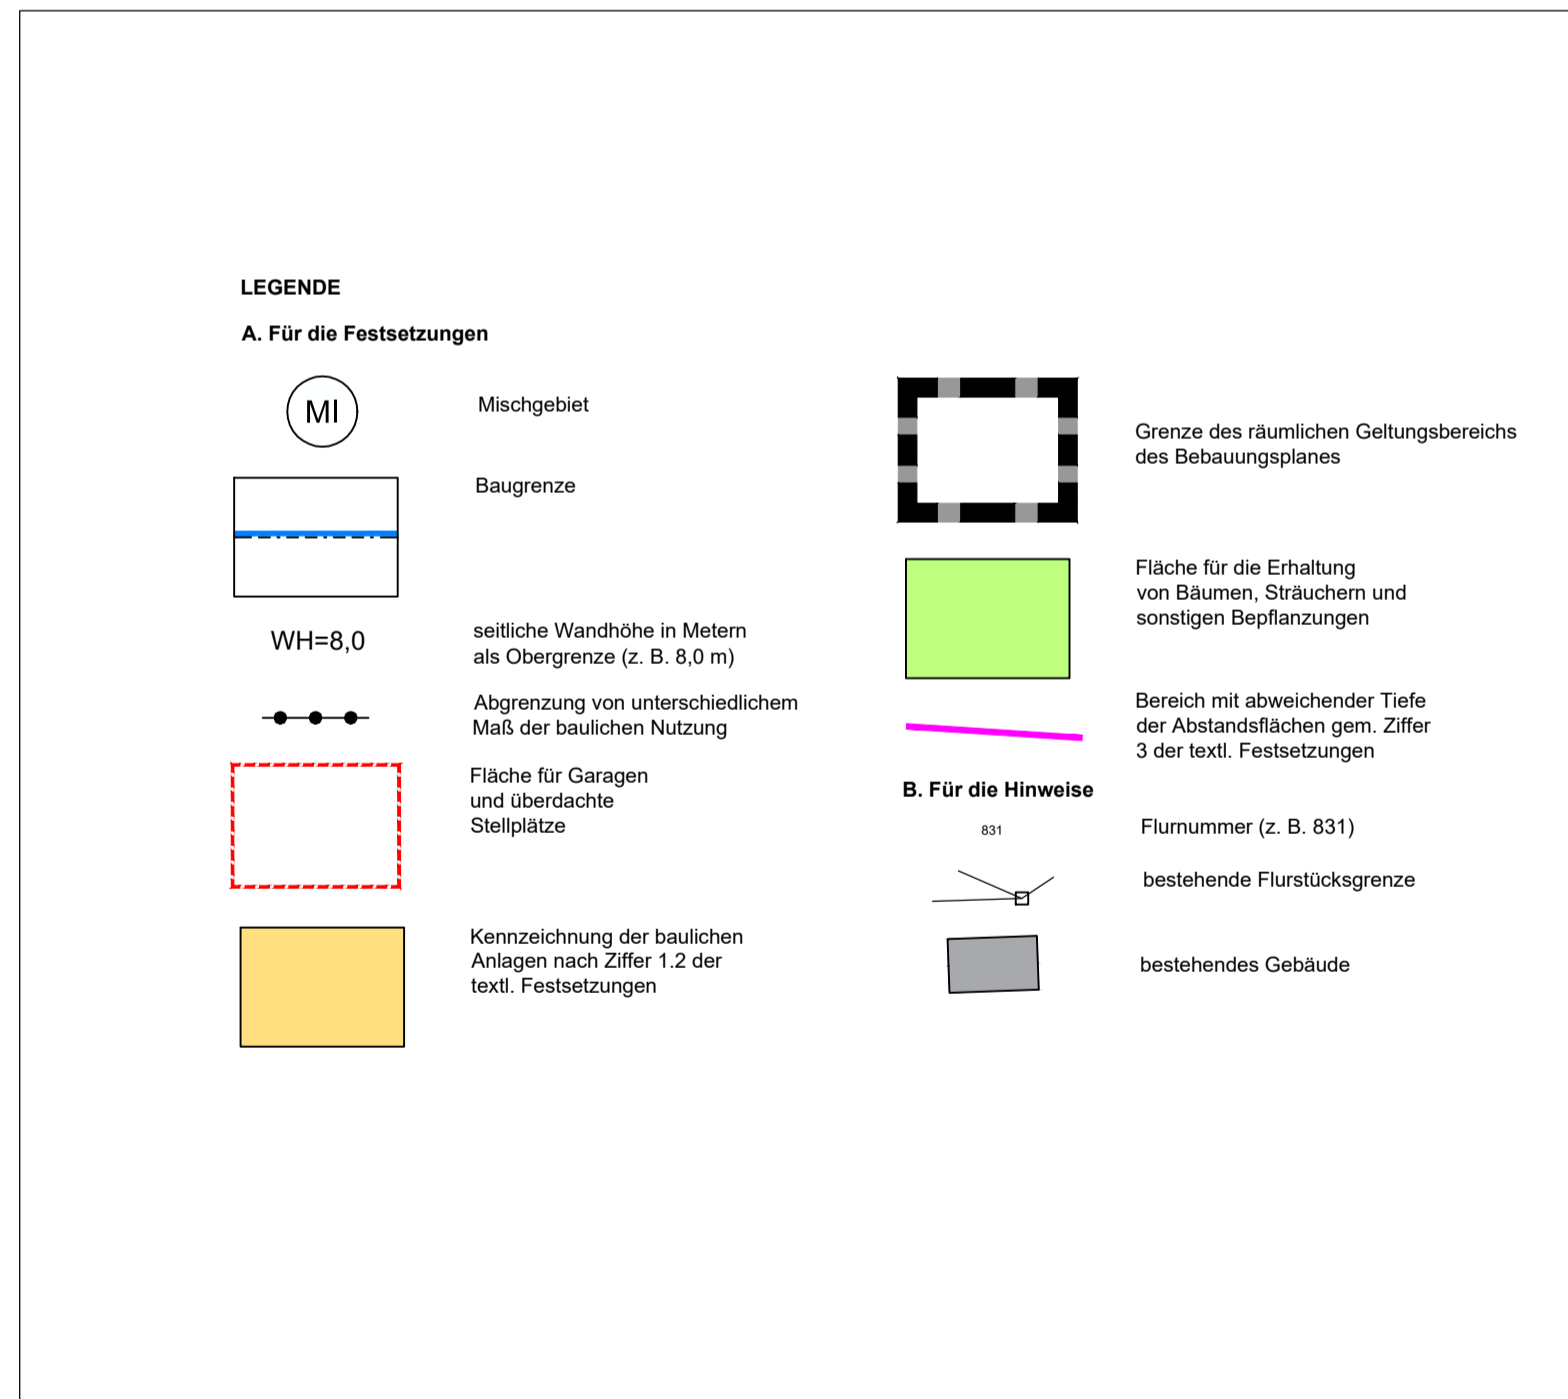 LEGENDE
A. Für die Festsetzungen
MI
Mischgebiet
Baugrenze
WH=8,0
seitliche Wandhöhe in Metern
als Obergrenze (z. B. 8,0 m)
Abgrenzung von unterschiedlichem
Maß der baulichen Nutzung
Fläche für Garagen
und überdachte
Stellplätze
Kennzeichnung der baulichen
Anlagen nach Ziffer 1.2 der
textl. Festsetzungen
Grenze des räumlichen Geltungsbereichs
des Bebauungsplanes
Fläche für die Erhaltung
von Bäumen, Sträuchern und
sonstigen Bepflanzungen
Bereich mit abweichender Tiefe
der Abstandsflächen gem. Ziffer
3 der textl. Festsetzungen
B. Für die Hinweise
831
Flurnummer (z. B. 831)
bestehende Flurstücksgrenze
bestehendes Gebäude